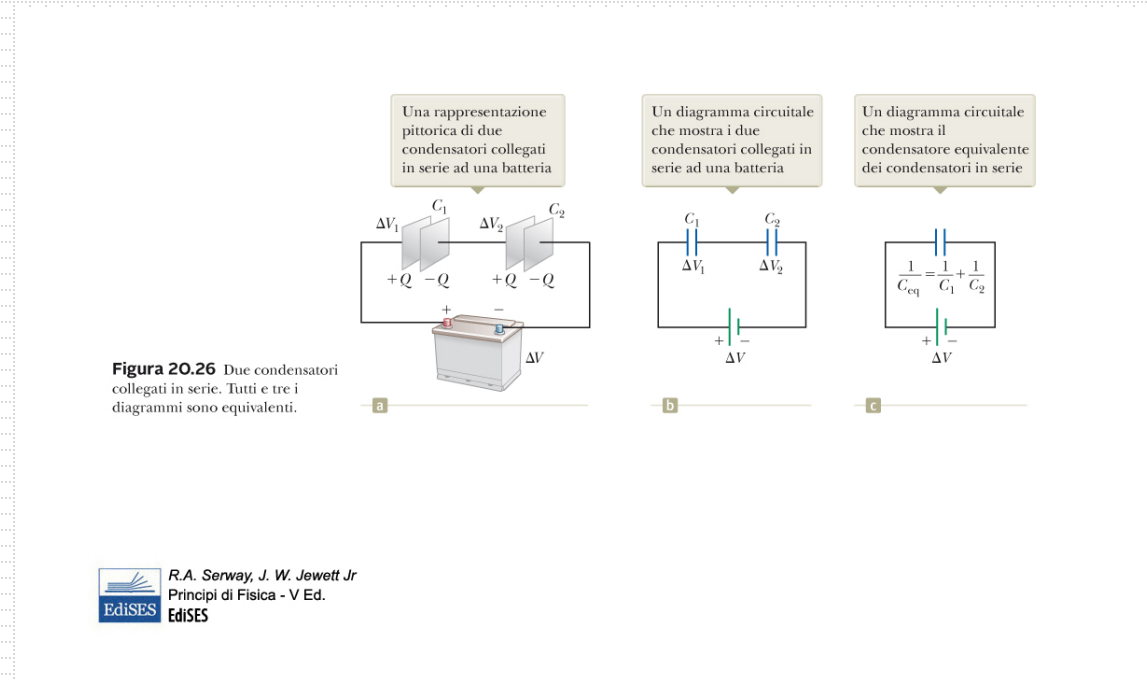 Una rappresentazione
pittorica di due
condensatori collegati
in serie ad una batteria
Un diagramma circuitale
che mostra i due
condensatori collegati in
serie ad una batteria
Un diagramma circuitale
che mostra il
condensatore equivalente
dei condensatori in serie
C₁
C₂
ΔV₁
ΔV₂
+Q −Q
+Q −Q
+ −
ΔV
C₁
C₂
ΔV₁
ΔV₂
+ −
ΔV
1/C_eq = 1/C₁ + 1/C₂
+ −
ΔV
Figura 20.26 Due condensatori
collegati in serie. Tutti e tre i
diagrammi sono equivalenti.
a
b
c
EdiSES
R.A. Serway, J. W. Jewett Jr
Principi di Fisica - V Ed.
EdiSES